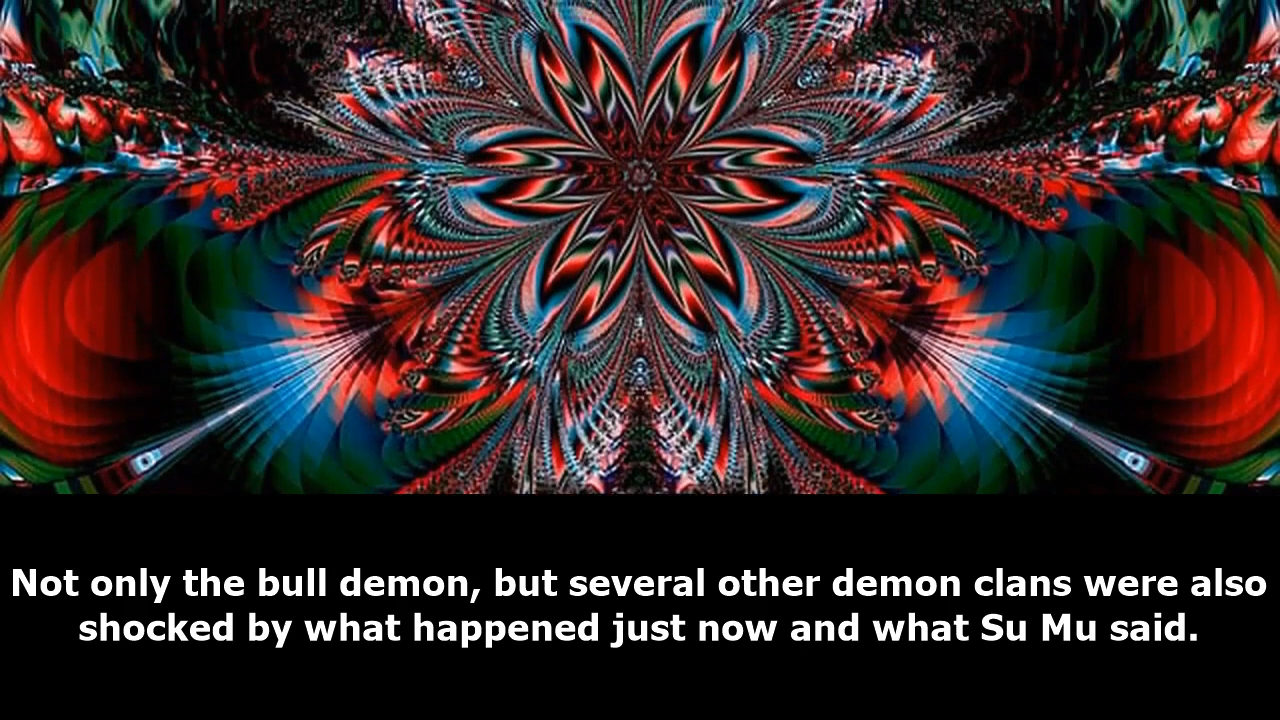 Not only the bull demon, but several other demon clans were also
shocked by what happened just now and what Su Mu said.